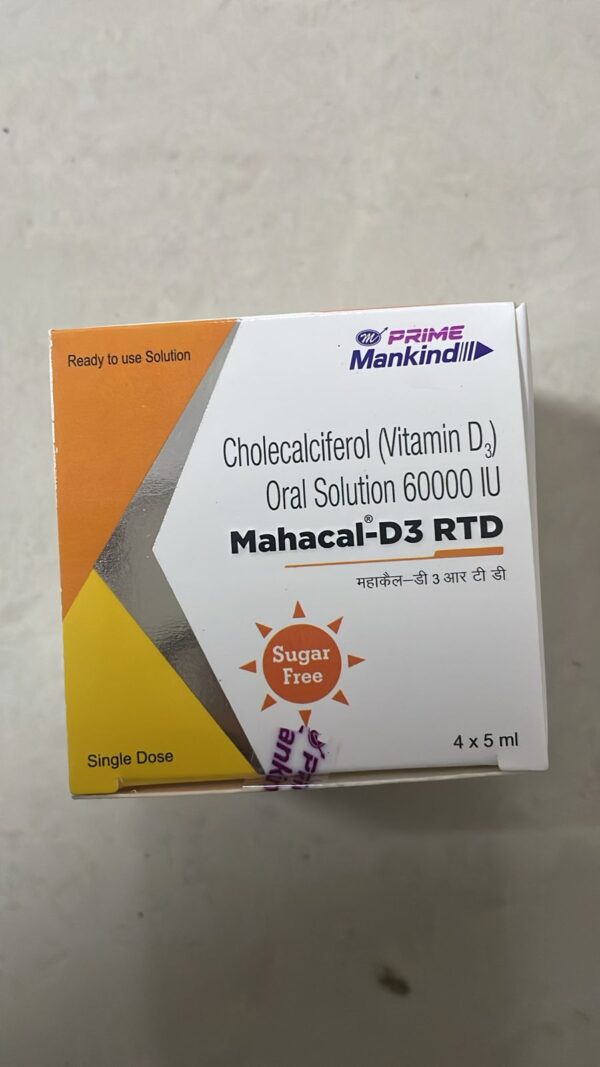 Ready to use Solution
m PRIME
Mankind
Cholecalciferol (Vitamin D₃)
Oral Solution 60000 IU
Mahacal®-D3 RTD
महाकैल–डी 3 आर टी डी
Sugar
Free
Single Dose
4 x 5 ml